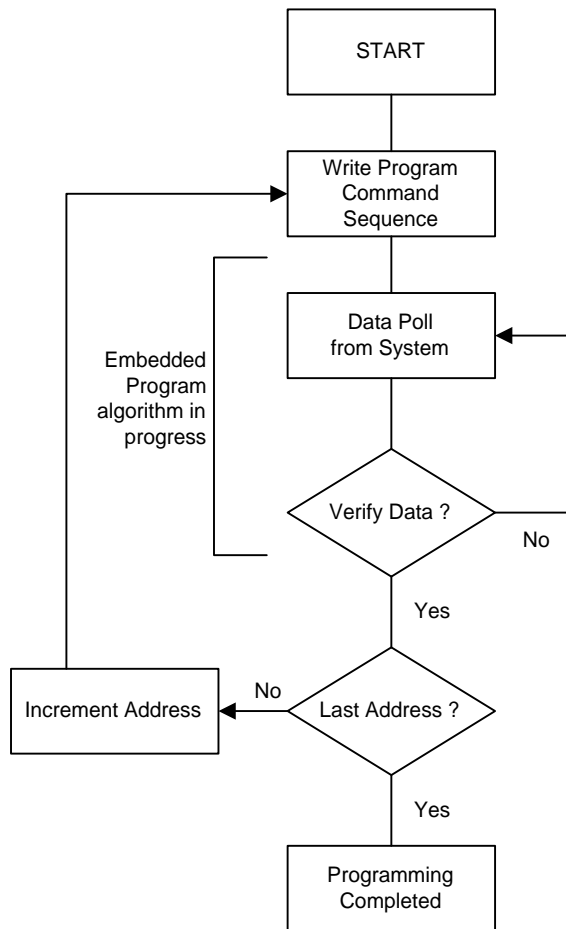 START
Write Program
Command
Sequence
Data Poll
from System
Embedded
Program
algorithm in
progress
Verify Data ?
No
Yes
Increment Address
No
Last Address ?
Yes
Programming
Completed